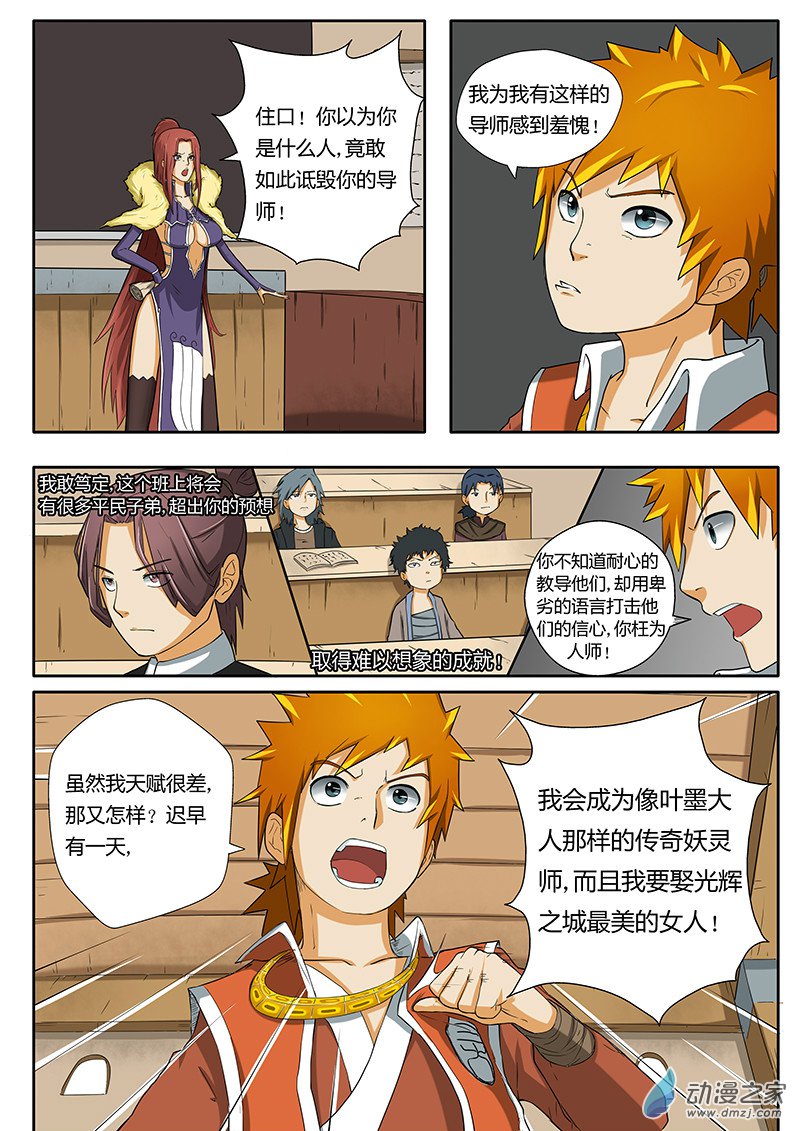 住口！你以为你
是什么人,竟敢
如此诋毁你的导
师！
我为我有这样的
导师感到羞愧！
我敢笃定,这个班上将会
有很多平民子弟,超出你的预想
取得难以想象的成就！
你不知道耐心的
教导他们,却用卑
劣的语言打击他
们的信心,你枉为
人师！
虽然我天赋很差,
那又怎样？迟早
有一天,
我会成为像叶墨大
人那样的传奇妖灵
师,而且我要娶光辉
之城最美的女人！
动漫之家
www.dmzj.com